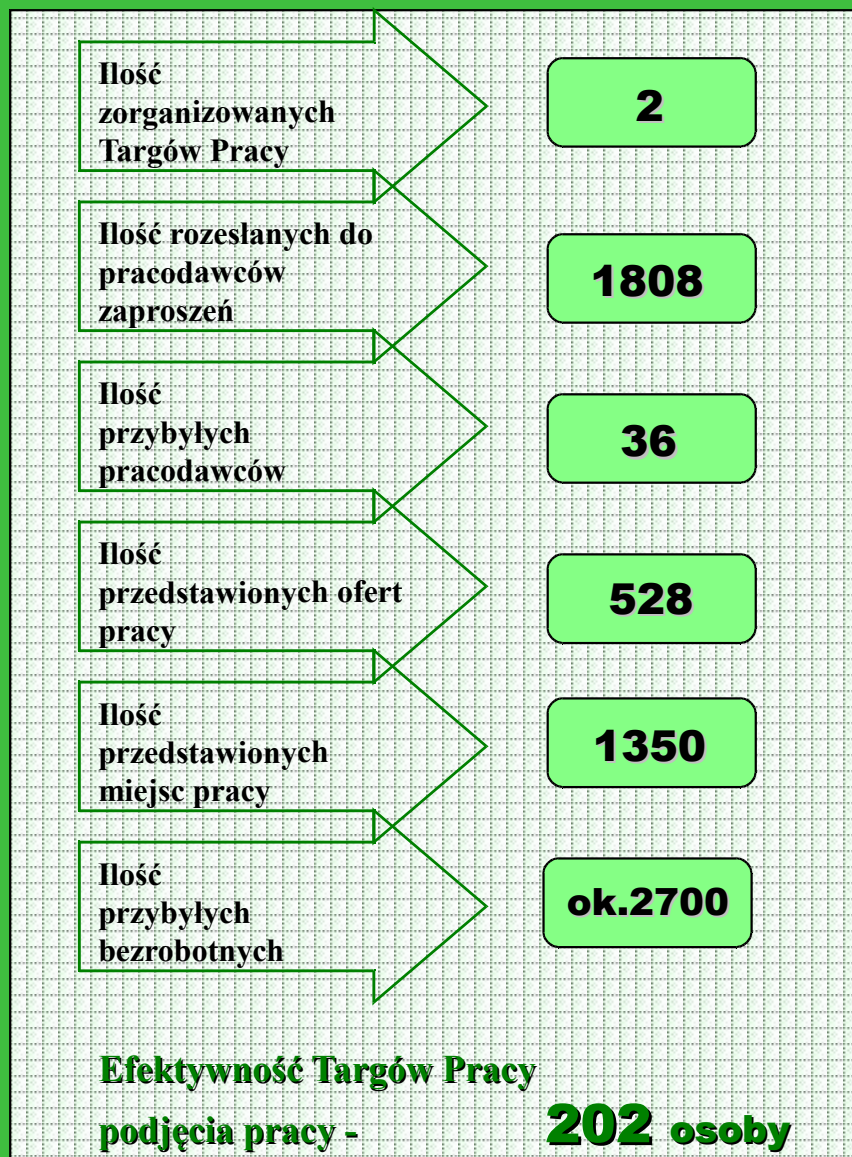 Ilość
zorganizowanych
Targów Pracy
2
Ilość rozesłanych do
pracodawców
zaproszeń
1808
Ilość
przybyłych
pracodawców
36
Ilość
przedstawionych ofert
pracy
528
Ilość
przedstawionych
miejsc pracy
1350
Ilość
przybyłych
bezrobotnych
ok.2700
Efektywność Targów Pracy
podjęcia pracy - 202 osoby